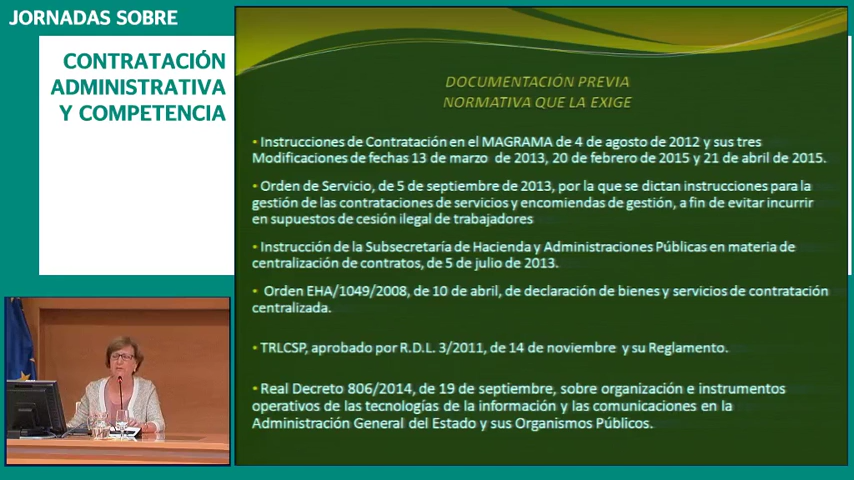 JORNADAS SOBRE
CONTRATACIÓN
ADMINISTRATIVA
Y COMPETENCIA
DOCUMENTACIÓN PREVIA
NORMATIVA QUE LA EXIGE
• Instrucciones de Contratación en el MAGRAMA de 4 de agosto de 2012 y sus tres
Modificaciones de fechas 13 de marzo de 2013, 20 de febrero de 2015 y 21 de abril de 2015.
• Orden de Servicio, de 5 de septiembre de 2013, por la que se dictan instrucciones para la
gestión de las contrataciones de servicios y encomiendas de gestión, a fin de evitar incurrir
en supuestos de cesión ilegal de trabajadores
• Instrucción de la Subsecretaría de Hacienda y Administraciones Públicas en materia de
centralización de contratos, de 5 de julio de 2013.
• Orden EHA/1049/2008, de 10 de abril, de declaración de bienes y servicios de contratación
centralizada.
• TRLCSP, aprobado por R.D.L. 3/2011, de 14 de noviembre y su Reglamento.
• Real Decreto 806/2014, de 19 de septiembre, sobre organización e instrumentos
operativos de las tecnologías de la información y las comunicaciones en la
Administración General del Estado y sus Organismos Públicos.